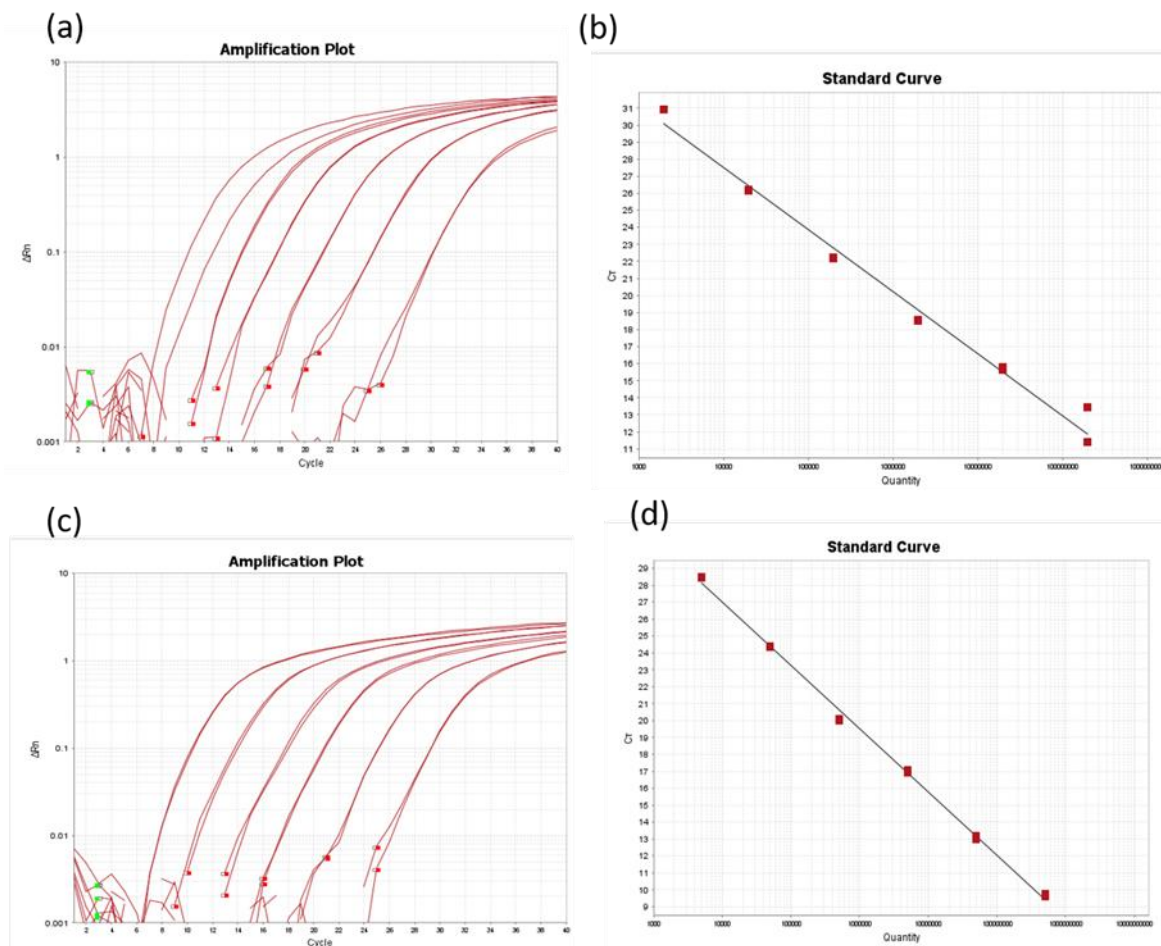 (a)
Amplification Plot
10
1
0.1
0.01
0.001
ΔRn
2 4 6 8 10 12 14 16 18 20 22 24 26 28 30 32 34 36 38 40
Cycle
(b)
Standard Curve
31
30
29
28
27
26
25
24
23
22
21
20
19
18
17
16
15
14
13
12
11
CT
1000 10000 100000 1000000 10000000 100000000
Quantity
(c)
Amplification Plot
10
1
0.1
0.01
0.001
ΔRn
2 4 6 8 10 12 14 16 18 20 22 24 26 28 30 32 34 36 38 40
Cycle
(d)
Standard Curve
29
28
27
26
25
24
23
22
21
20
19
18
17
16
15
14
13
12
11
10
9
CT
1000 10000 100000 1000000 10000000 100000000
Quantity